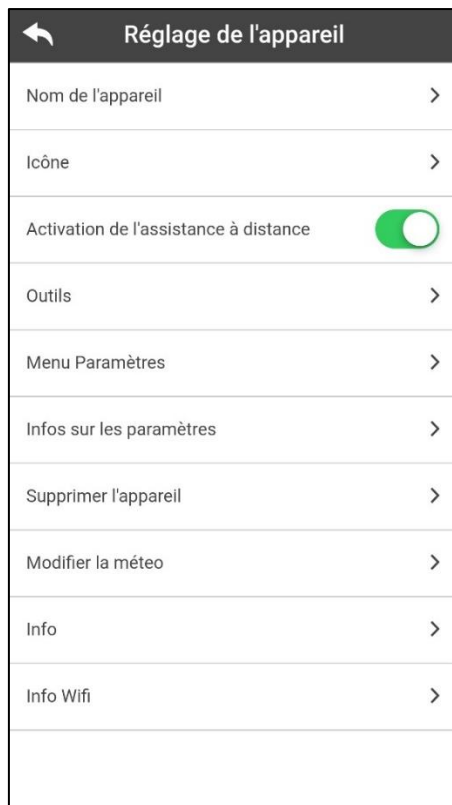 Réglage de l'appareil
Nom de l'appareil
Icône
Activation de l'assistance à distance
Outils
Menu Paramètres
Infos sur les paramètres
Supprimer l'appareil
Modifier la méteo
Info
Info Wifi